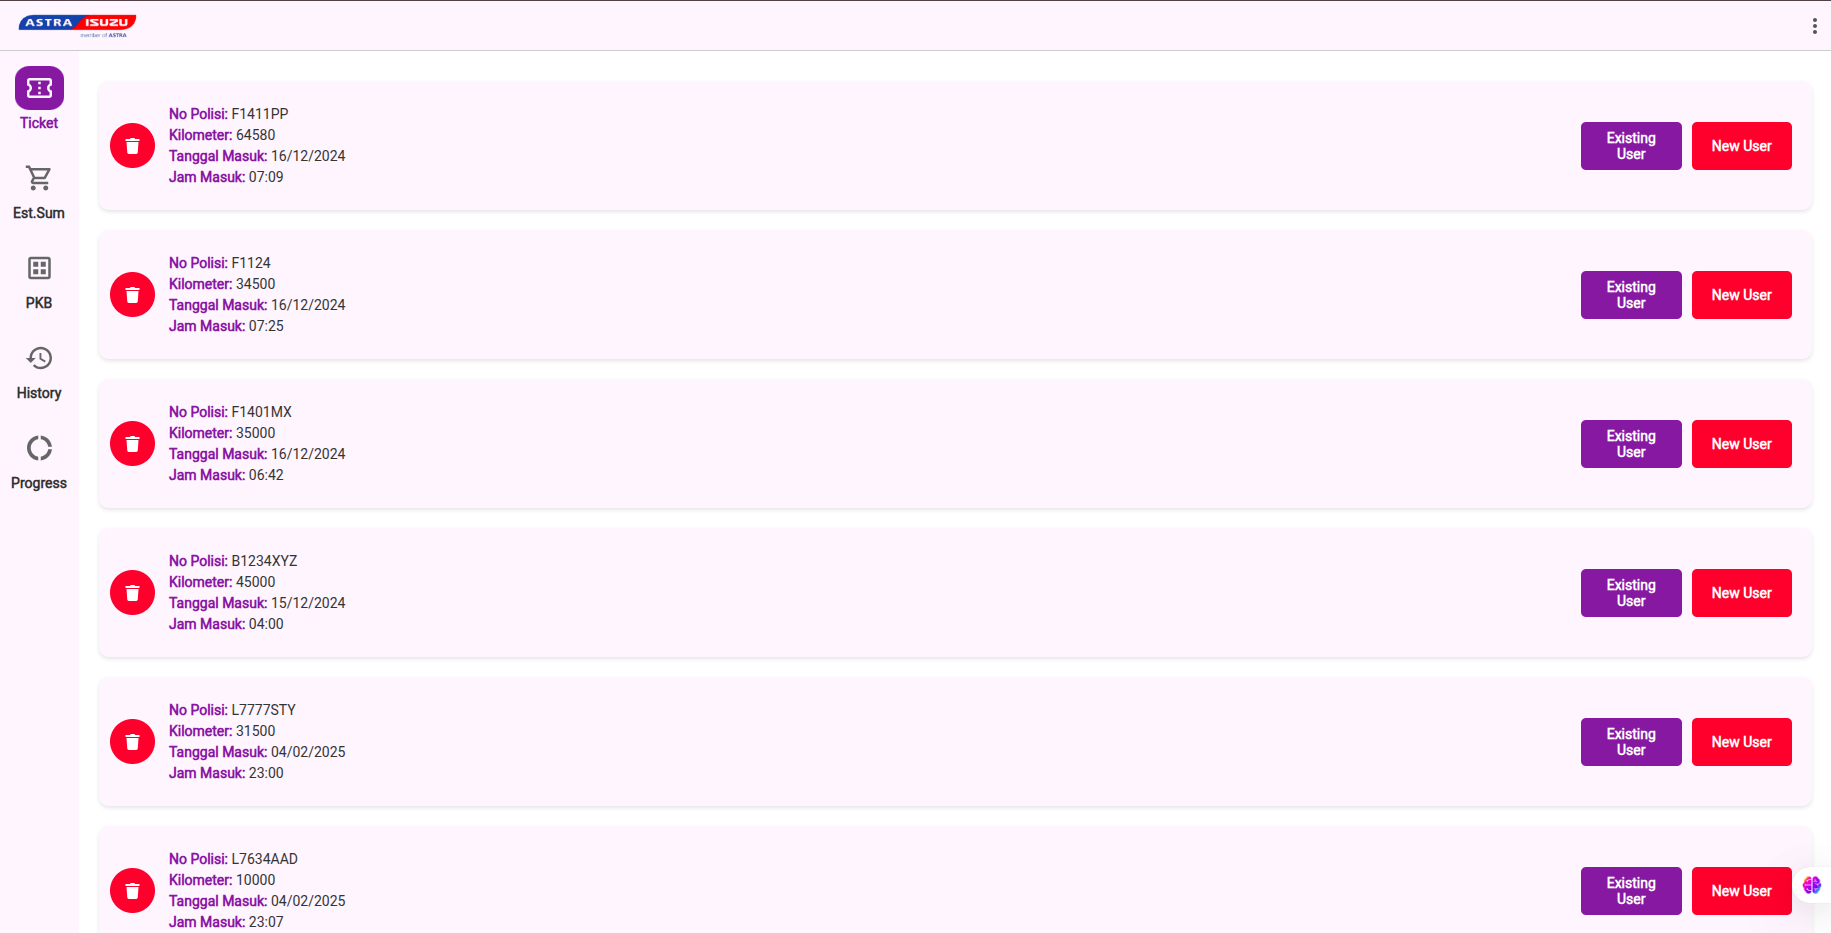 ASTRA ISUZU
member of ASTRA
Ticket
Est.Sum
PKB
History
Progress
No Polisi: F1411PP
Kilometer: 64580
Tanggal Masuk: 16/12/2024
Jam Masuk: 07:09
Existing
User
New User
No Polisi: F1124
Kilometer: 34500
Tanggal Masuk: 16/12/2024
Jam Masuk: 07:25
Existing
User
New User
No Polisi: F1401MX
Kilometer: 35000
Tanggal Masuk: 16/12/2024
Jam Masuk: 06:42
Existing
User
New User
No Polisi: B1234XYZ
Kilometer: 45000
Tanggal Masuk: 15/12/2024
Jam Masuk: 04:00
Existing
User
New User
No Polisi: L7777STY
Kilometer: 31500
Tanggal Masuk: 04/02/2025
Jam Masuk: 23:00
Existing
User
New User
No Polisi: L7634AAD
Kilometer: 10000
Tanggal Masuk: 04/02/2025
Jam Masuk: 23:07
Existing
User
New User